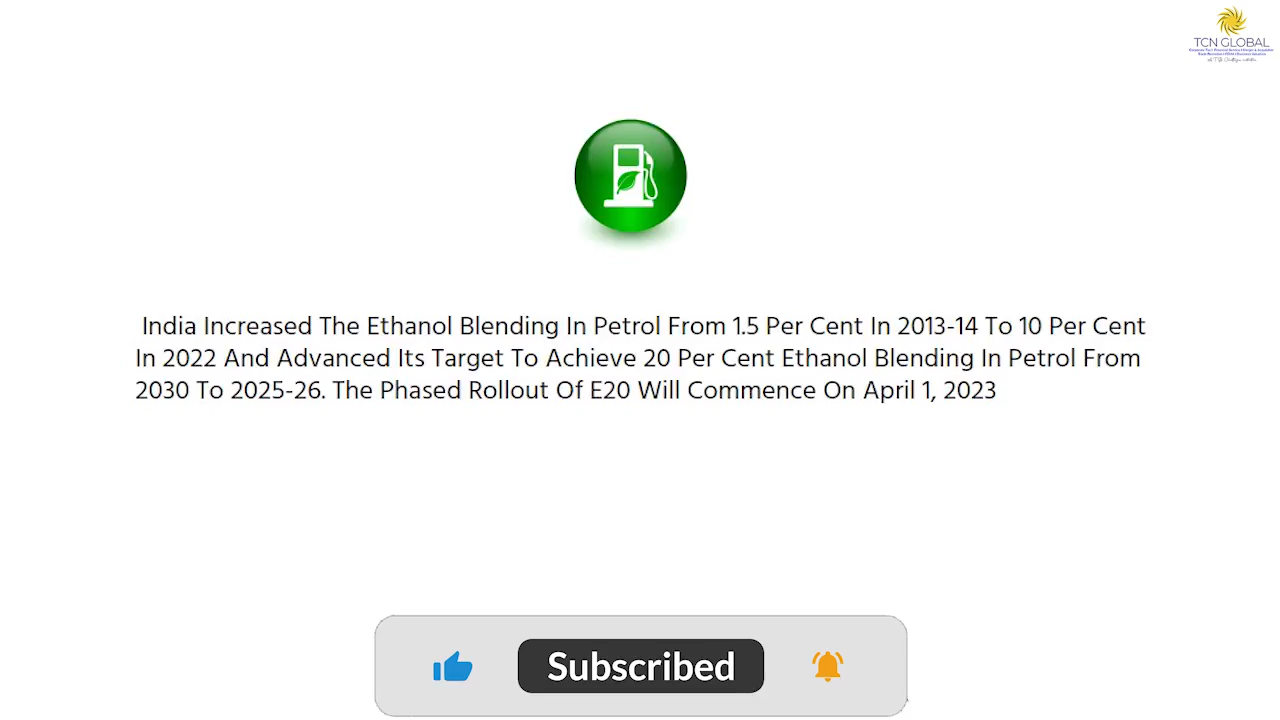 TCN GLOBAL
India Increased The Ethanol Blending In Petrol From 1.5 Per Cent In 2013-14 To 10 Per Cent
In 2022 And Advanced Its Target To Achieve 20 Per Cent Ethanol Blending In Petrol From
2030 To 2025-26. The Phased Rollout Of E20 Will Commence On April 1, 2023
Subscribed